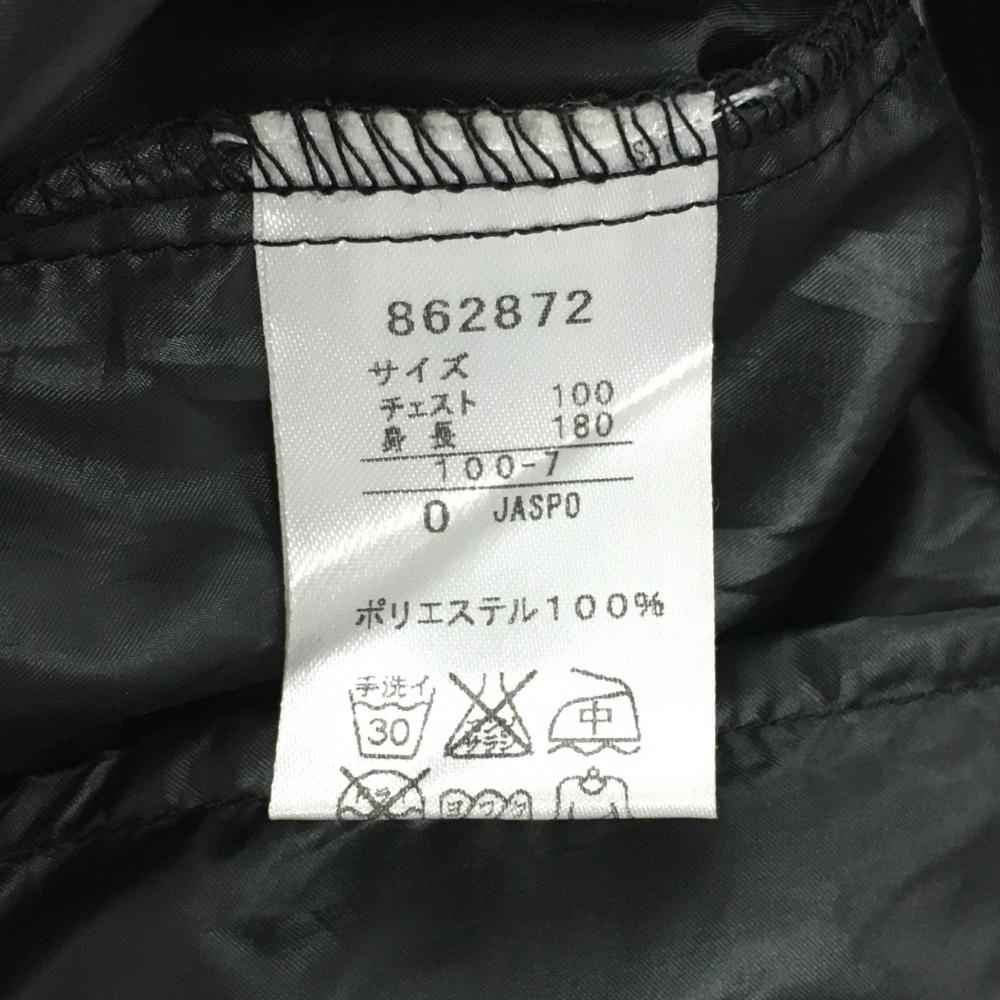 862872
サイズ
チェスト 100
身長 180
100-7
O JASPO
ポリエステル100%
手洗イ
30
中